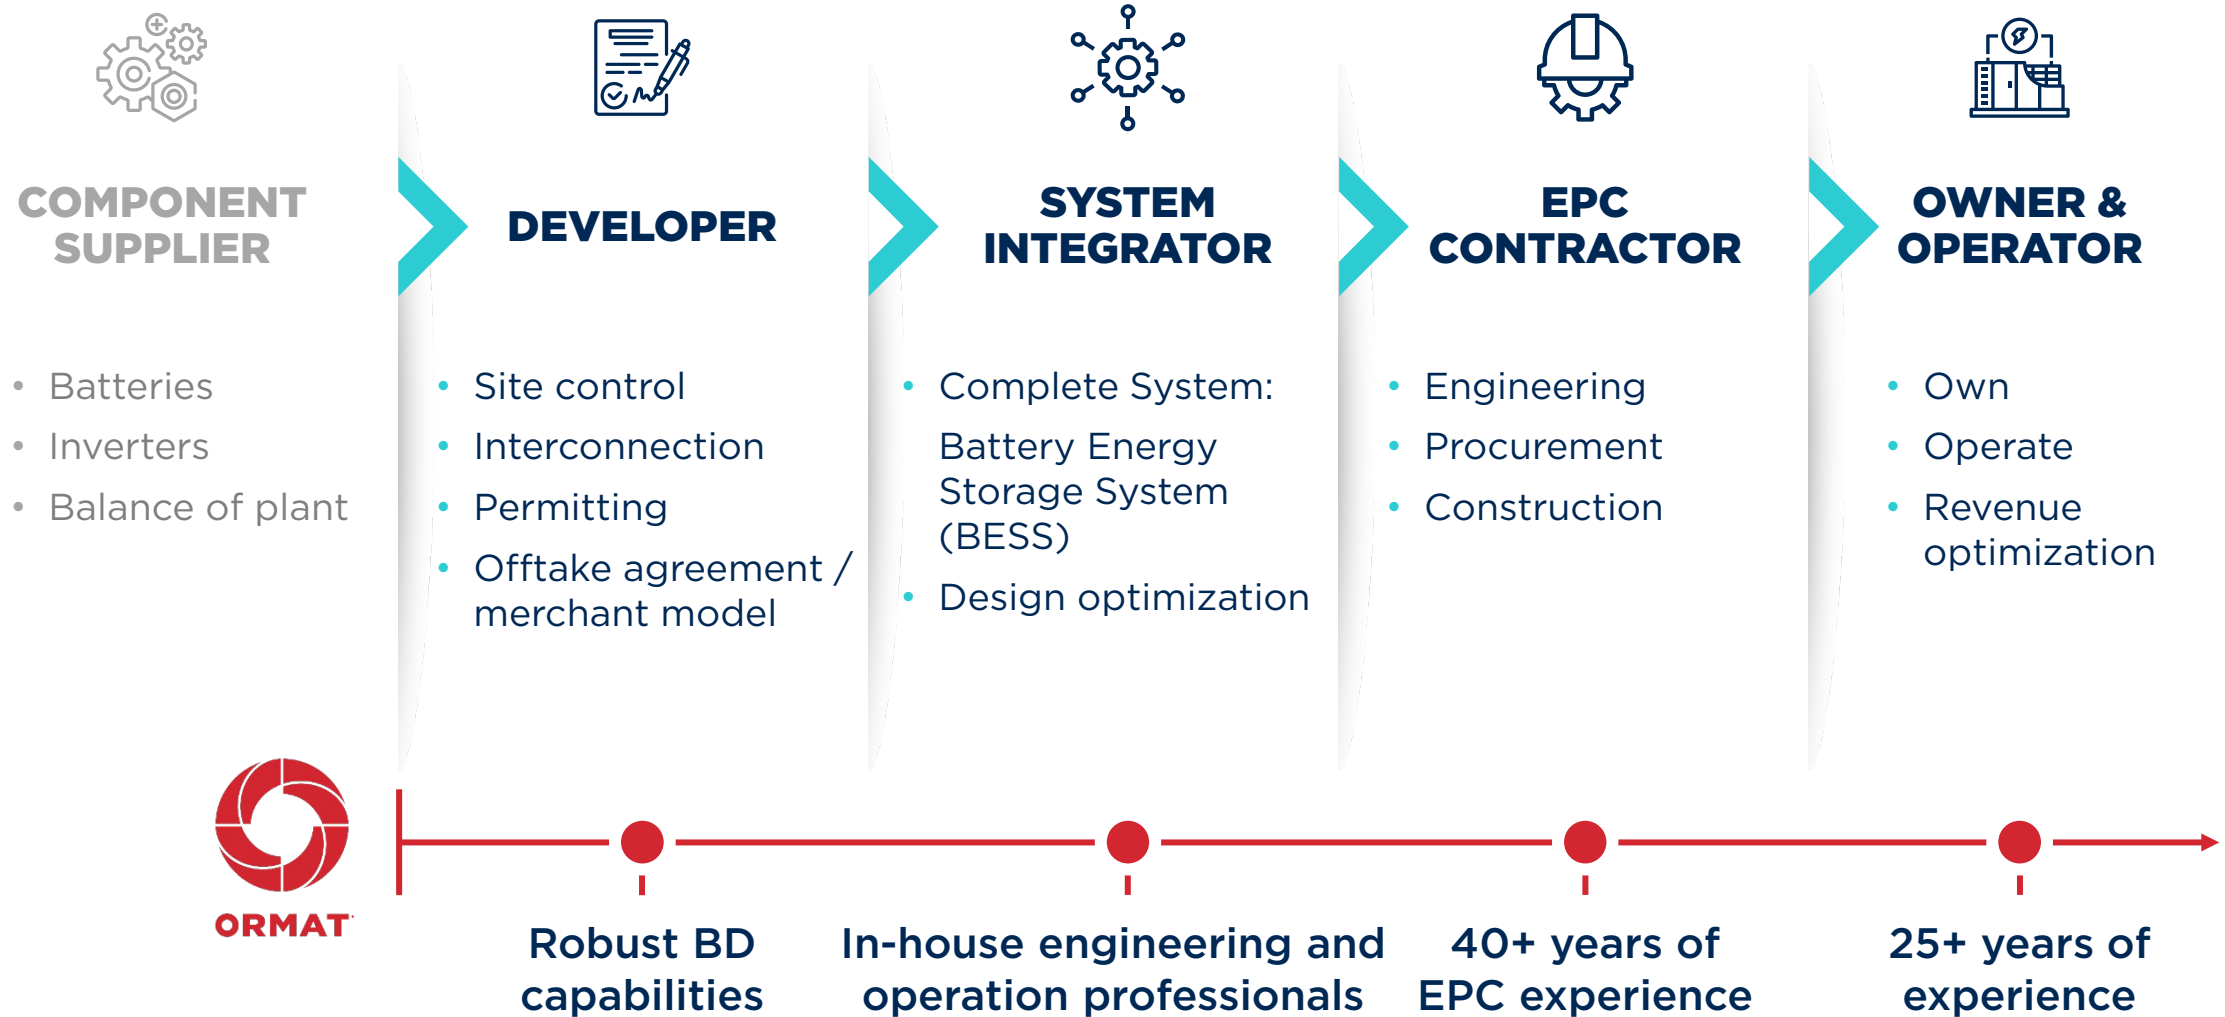 COMPONENT
SUPPLIER
• Batteries
• Inverters
• Balance of plant
DEVELOPER
• Site control
• Interconnection
• Permitting
• Offtake agreement /
merchant model
SYSTEM
INTEGRATOR
• Complete System:
Battery Energy
Storage System
(BESS)
• Design optimization
EPC
CONTRACTOR
• Engineering
• Procurement
• Construction
OWNER &
OPERATOR
• Own
• Operate
• Revenue
optimization
ORMAT
Robust BD
capabilities
In-house engineering and
operation professionals
40+ years of
EPC experience
25+ years of
experience